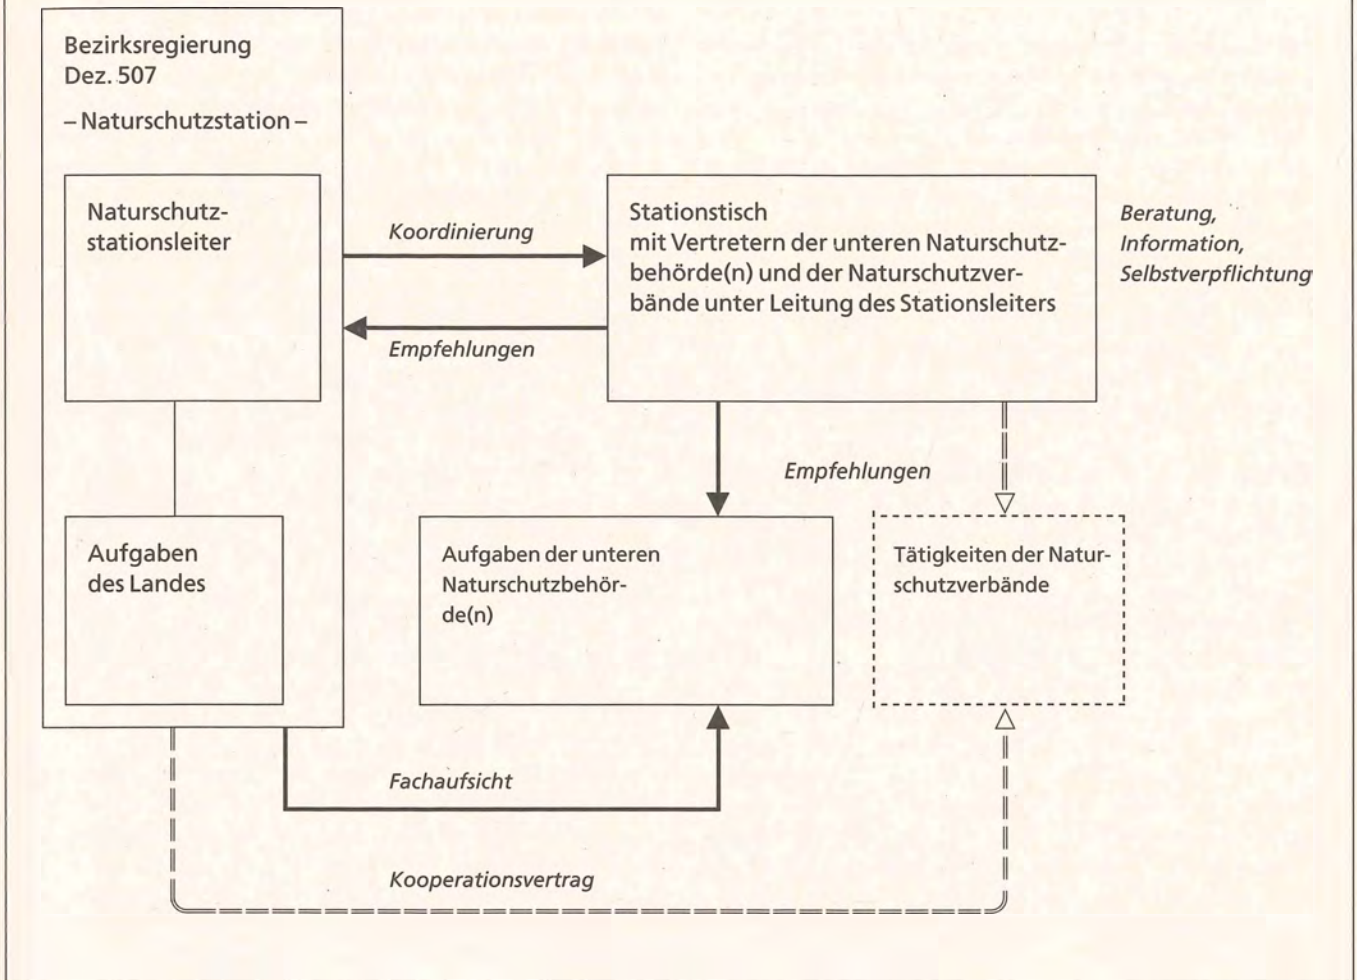 Bezirksregierung
Dez. 507
– Naturschutzstation –
Naturschutz-
stationsleiter
Koordinierung
Empfehlungen
Stationstisch
mit Vertretern der unteren Naturschutz-
behörde(n) und der Naturschutzver-
bände unter Leitung des Stationsleiters
Beratung,
Information,
Selbstverpflichtung
Empfehlungen
Aufgaben
des Landes
Aufgaben der unteren
Naturschutzbehör-
de(n)
Tätigkeiten der Natur-
schutzverbände
Fachaufsicht
Kooperationsvertrag